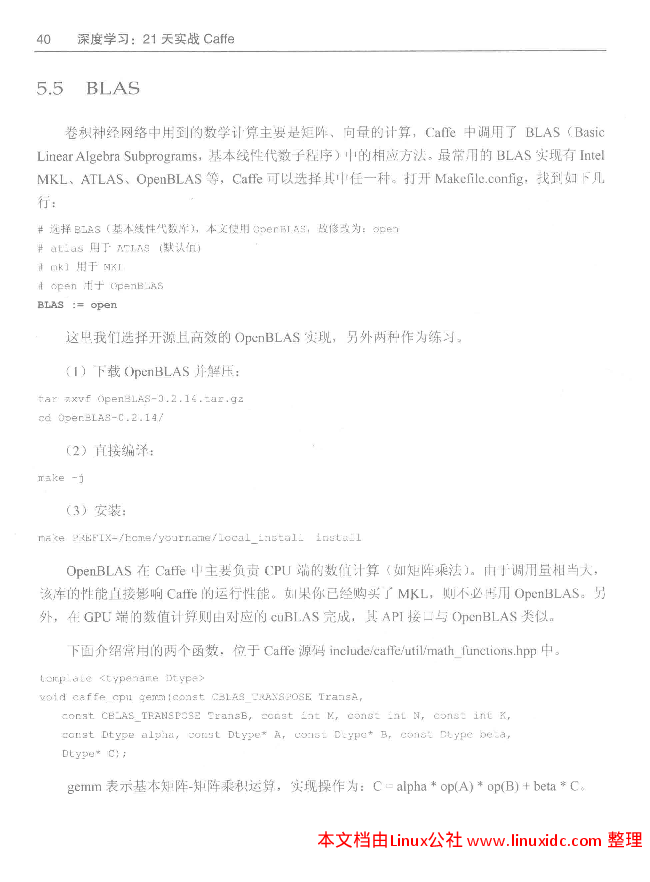 40 深度学习：21 天实战 Caffe
5.5 BLAS
卷积神经网络中用到的数学计算主要是矩阵、向量的计算，Caffe 中调用了 BLAS（Basic
Linear Algebra Subprograms，基本线性代数子程序）中的相应方法。最常用的 BLAS 实现有 Intel
MKL、ATLAS、OpenBLAS 等，Caffe 可以选择其中任一种。打开 Makefile.config，找到如下几
行：
# 选择 BLAS（基本线性代数库），本文使用 OpenBLAS，故修改为：open
# atlas 用于 ATLAS (默认值)
# mkl 用于 MKL
# open 用于 OpenBLAS
BLAS := open
这里我们选择开源且高效的 OpenBLAS 实现，另外两种作为练习。
（1）下载 OpenBLAS 并解压：
tar zxvf OpenBLAS-0.2.14.tar.gz
cd OpenBLAS-0.2.14/
（2）直接编译：
make -j
（3）安装：
make PREFIX=/home/yourname/local_install install
OpenBLAS 在 Caffe 中主要负责 CPU 端的数值计算（如矩阵乘法）。由于调用量相当大，
该库的性能直接影响 Caffe 的运行性能。如果你已经购买了 MKL，则不必再用 OpenBLAS。另
外，在 GPU 端的数值计算则由对应的 cuBLAS 完成，其 API 接口与 OpenBLAS 类似。
下面介绍常用的两个函数，位于 Caffe 源码 include/caffe/util/math_functions.hpp 中。
template <typename Dtype>
void caffe_cpu_gemm(const CBLAS_TRANSPOSE TransA,
const CBLAS_TRANSPOSE TransB, const int M, const int N, const int K,
const Dtype alpha, const Dtype* A, const Dtype* B, const Dtype beta,
Dtype* C);
gemm 表示基本矩阵-矩阵乘积运算，实现操作为：C = alpha * op(A) * op(B) + beta * C。
本文档由Linux公社 www.linuxidc.com 整理